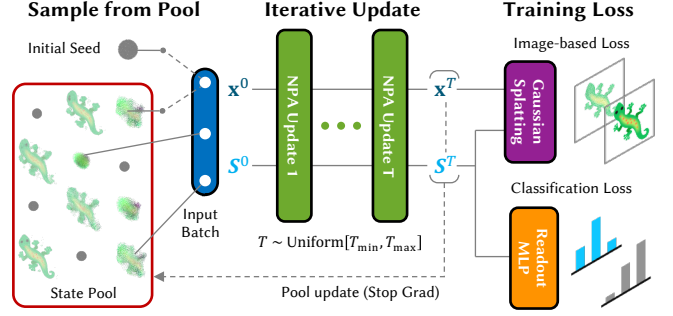 Sample from Pool
Iterative Update
Training Loss
Initial Seed
Image-based Loss
x⁰
NPA Update 1
NPA Update T
xᵀ
Gaussian
Splatting
S⁰
Sᵀ
Classification Loss
Input
Batch
T ~ Uniform[Tmin, Tmax]
Readout
MLP
State Pool
Pool update (Stop Grad)